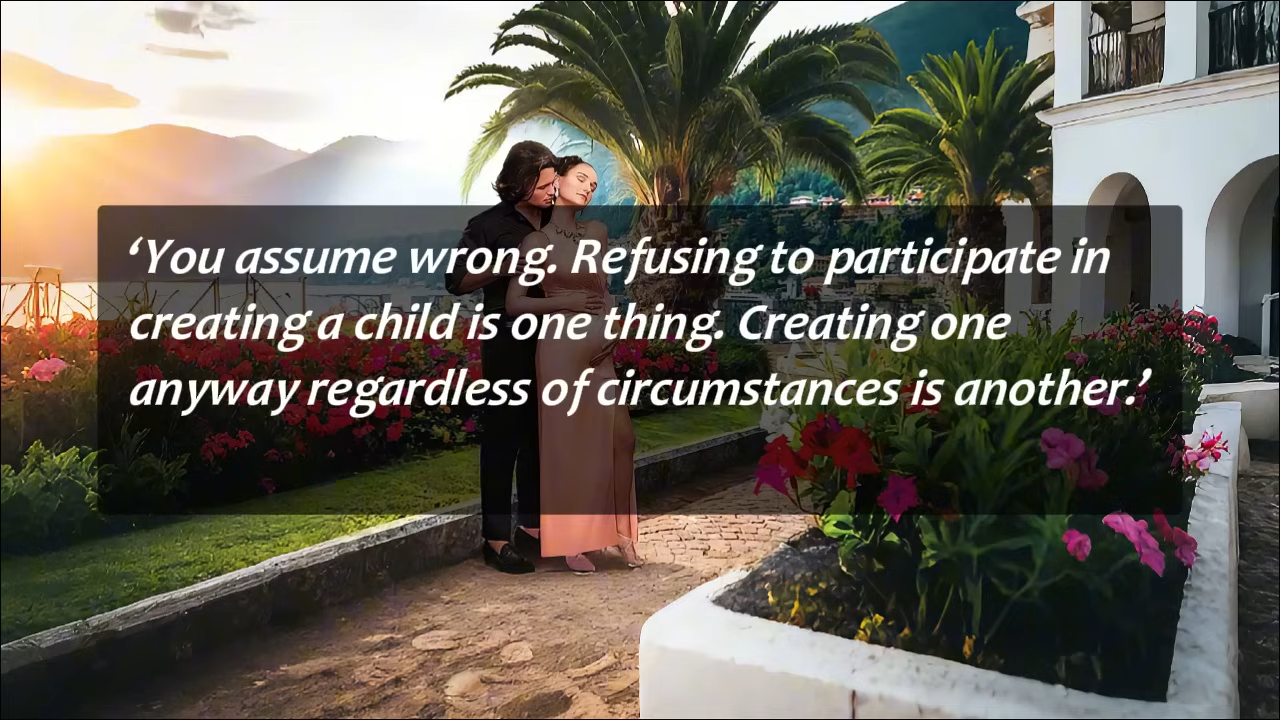 ‘You assume wrong. Refusing to participate in
creating a child is one thing. Creating one
anyway regardless of circumstances is another.’